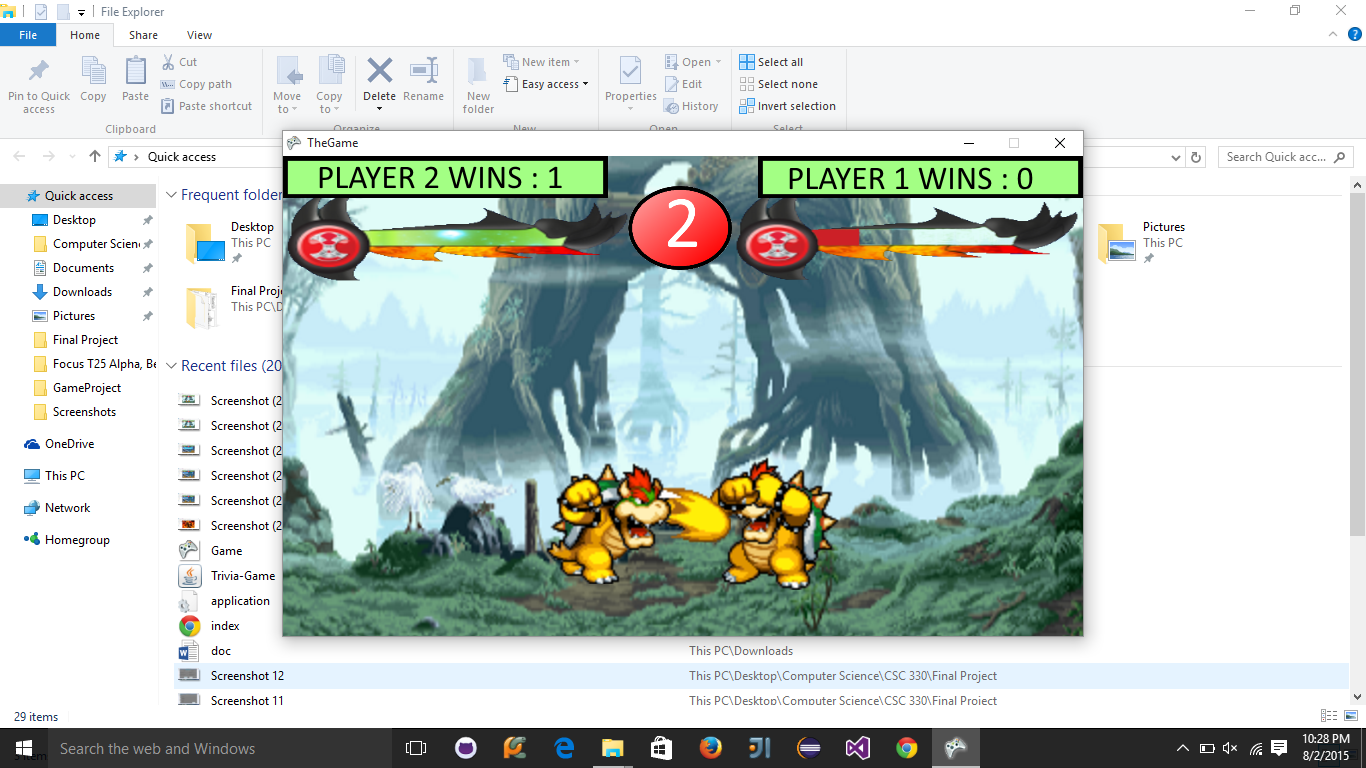 File Explorer
File Home Share View
Pin to Quick access
Copy
Paste
Cut
Copy path
Paste shortcut
Clipboard
Move to
Copy to
Delete
Rename
Organize
New folder
New item
Easy access
New
Properties
Open
Edit
History
Open
Select all
Select none
Invert selection
Select
Quick access
Search Quick acc...
TheGame
PLAYER 2 WINS : 1
PLAYER 1 WINS : 0
2
Quick access
Desktop
Computer Scien
Documents
Downloads
Pictures
Final Project
Focus T25 Alpha, Be
GameProject
Screenshots
OneDrive
This PC
Network
Homegroup
Frequent folder
Desktop
This PC
Pictures
This PC
Final Proj
This PC\D
Recent files (20
Screenshot (2
Screenshot (2
Screenshot (2
Screenshot (2
Screenshot (2
Screenshot (2
Game
Trivia-Game
application
index
doc This PC\Downloads
Screenshot 12 This PC\Desktop\Computer Science\CSC 330\Final Project
Screenshot 11 This PC\Desktop\Computer Science\CSC 330\Final Project
29 items
Search the web and Windows
10:28 PM
8/2/2015